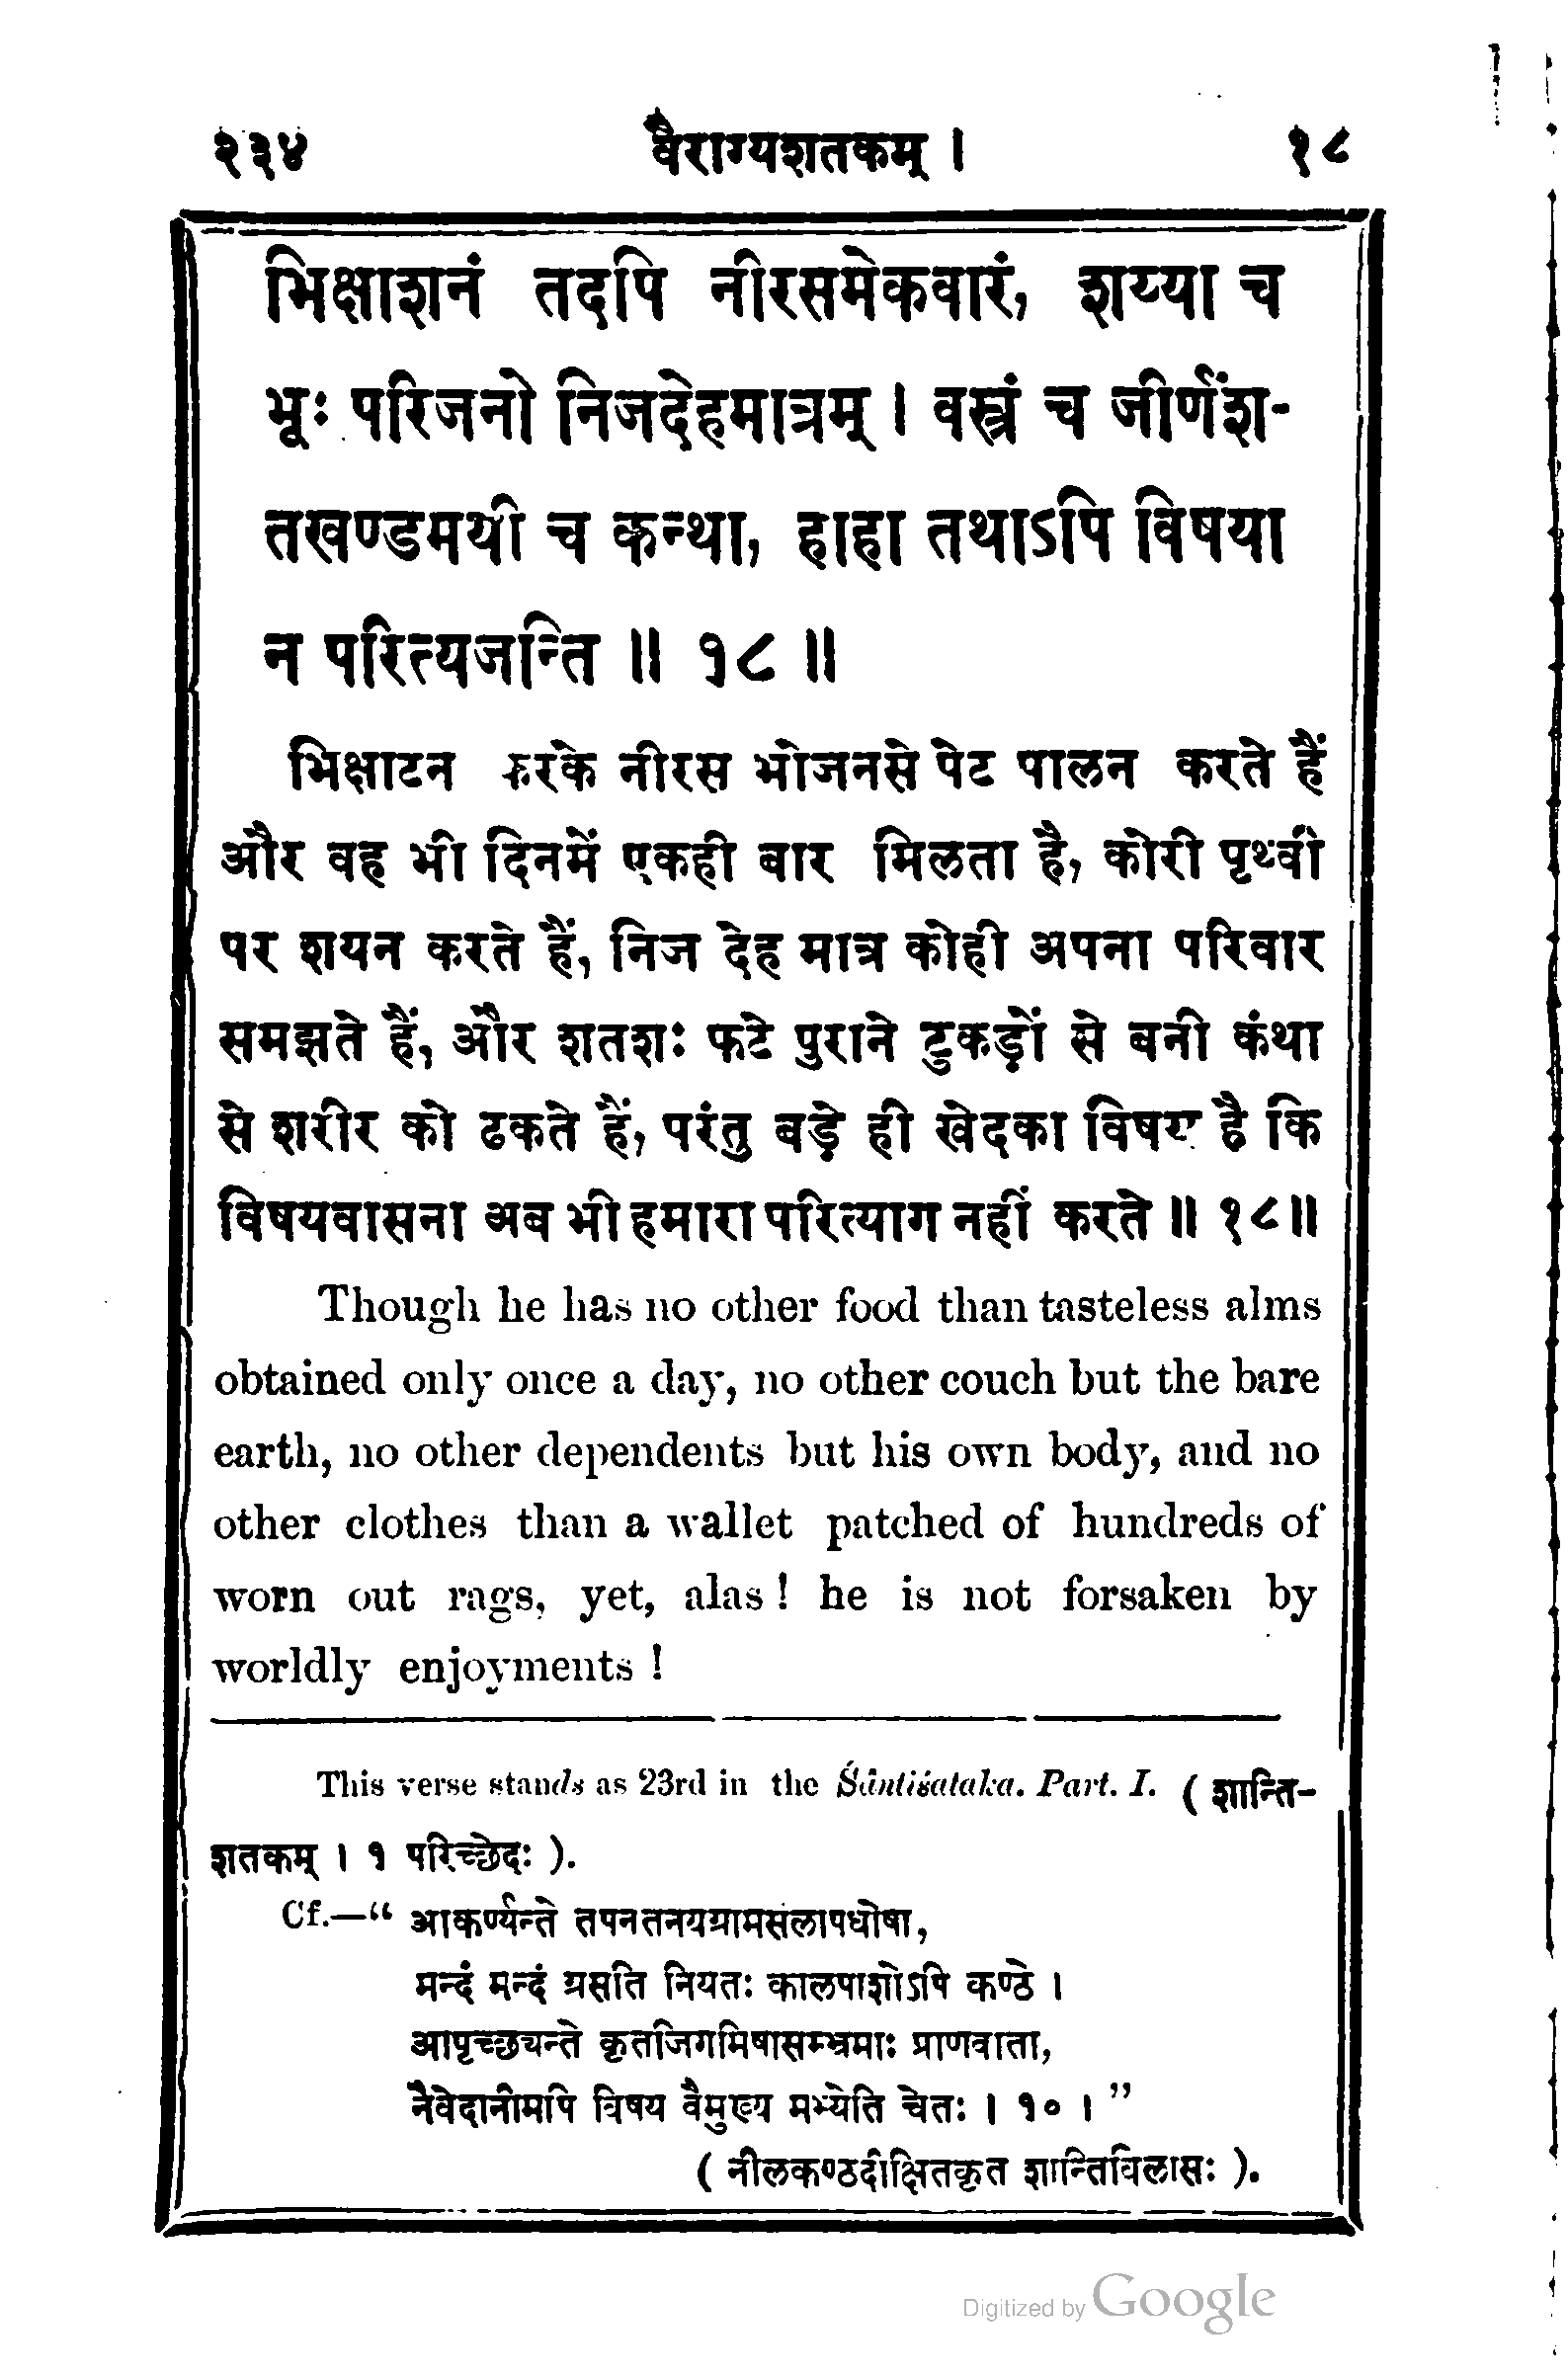 २३४ वैराग्यशतकम् । १८
भिक्षाशनं तदपि नीरसमेकवारं, शय्या च
भूः परिजनो निजदेहमात्रम् । वस्त्रं च जीर्णंश-
तखण्डमयी च कन्था, हाहा तथाऽपि विषया
न परित्यजन्ति ॥ १८ ॥
भिक्षाटन करके नीरस भोजनसे पेट पालन करते हैं
और वह भी दिनमें एकही बार मिलता है, कोरी पृथ्वी
पर शयन करते हैं, निज देह मात्र कोही अपना परिवार
समझते हैं, और शतशः फटे पुराने टुकड़ों से बनी कंथा
से शरीर को ढकते हैं, परंतु बड़े ही खेदका विषय है कि
विषयवासना अब भी हमारा परित्याग नहीं करते ॥ १८॥
Though he has no other food than tasteless alms
obtained only once a day, no other couch but the bare
earth, no other dependents but his own body, and no
other clothes than a wallet patched of hundreds of
worn out rags, yet, alas ! he is not forsaken by
worldly enjoyments !
This verse stands as 23rd in the Śāntiśataka. Part. I. ( शान्ति-
शतकम् । १ परिच्छेदः ).
Cf.—“ आकर्ण्यन्ते तपनतनयग्रामसंलापघोषा,
मन्दं मन्दं ग्रसति नियतः कालपाशोऽपि कण्ठे ।
आपृच्छ्यन्ते कृतजिगमिषासम्भ्रमाः प्राणवाता,
नैवेदानीमपि विषय वैमुख्य मभ्येति चेतः । १० । ”
( नीलकण्ठदीक्षितकृत शान्तिविलासः ).
Digitized by Google